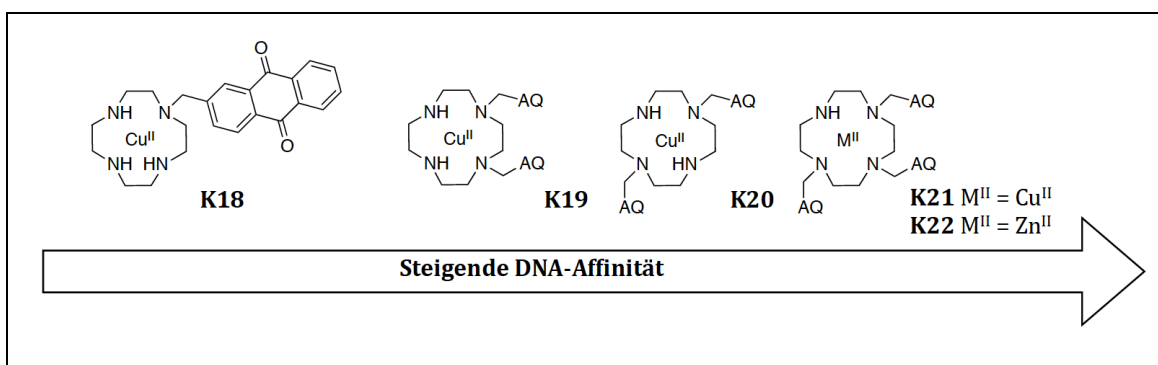 O
NH N NH N AQ NH N AQ NH N AQ
Cu^II Cu^II Cu^II M^II
NH HN O NH N AQ N HN N N AQ
AQ AQ
K18 K19 K20 K21 M^II = Cu^II
K22 M^II = Zn^II
Steigende DNA-Affinität